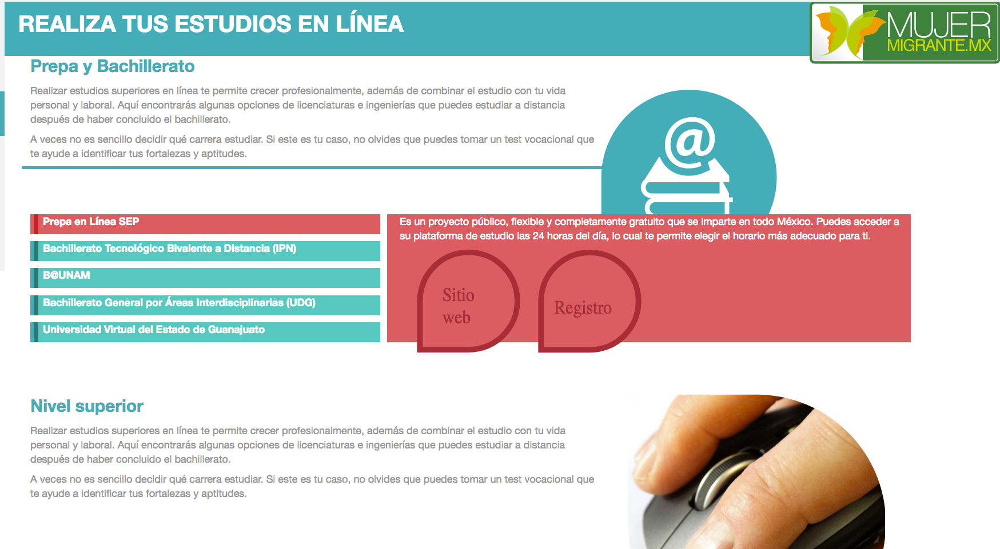 REALIZA TUS ESTUDIOS EN LÍNEA
MUJER
MIGRANTE.MX
Prepa y Bachillerato
Realizar estudios superiores en línea te permite crecer profesionalmente, además de combinar el estudio con tu vida
personal y laboral. Aquí encontrarás algunas opciones de licenciaturas e ingenierías que puedes estudiar a distancia
después de haber concluido el bachillerato.
A veces no es sencillo decidir qué carrera estudiar. Si este es tu caso, no olvides que puedes tomar un test vocacional que
te ayude a identificar tus fortalezas y aptitudes.
@
Prepa en Línea SEP
Bachillerato Tecnológico Bivalente a Distancia (IPN)
B@UNAM
Bachillerato General por Áreas Interdisciplinarias (UDG)
Universidad Virtual del Estado de Guanajuato
Es un proyecto público, flexible y completamente gratuito que se imparte en todo México. Puedes acceder a
su plataforma de estudio las 24 horas del día, lo cual te permite elegir el horario más adecuado para ti.
Sitio
web
Registro
Nivel superior
Realizar estudios superiores en línea te permite crecer profesionalmente, además de combinar el estudio con tu vida
personal y laboral. Aquí encontrarás algunas opciones de licenciaturas e ingenierías que puedes estudiar a distancia
después de haber concluido el bachillerato.
A veces no es sencillo decidir qué carrera estudiar. Si este es tu caso, no olvides que puedes tomar un test vocacional que
te ayude a identificar tus fortalezas y aptitudes.